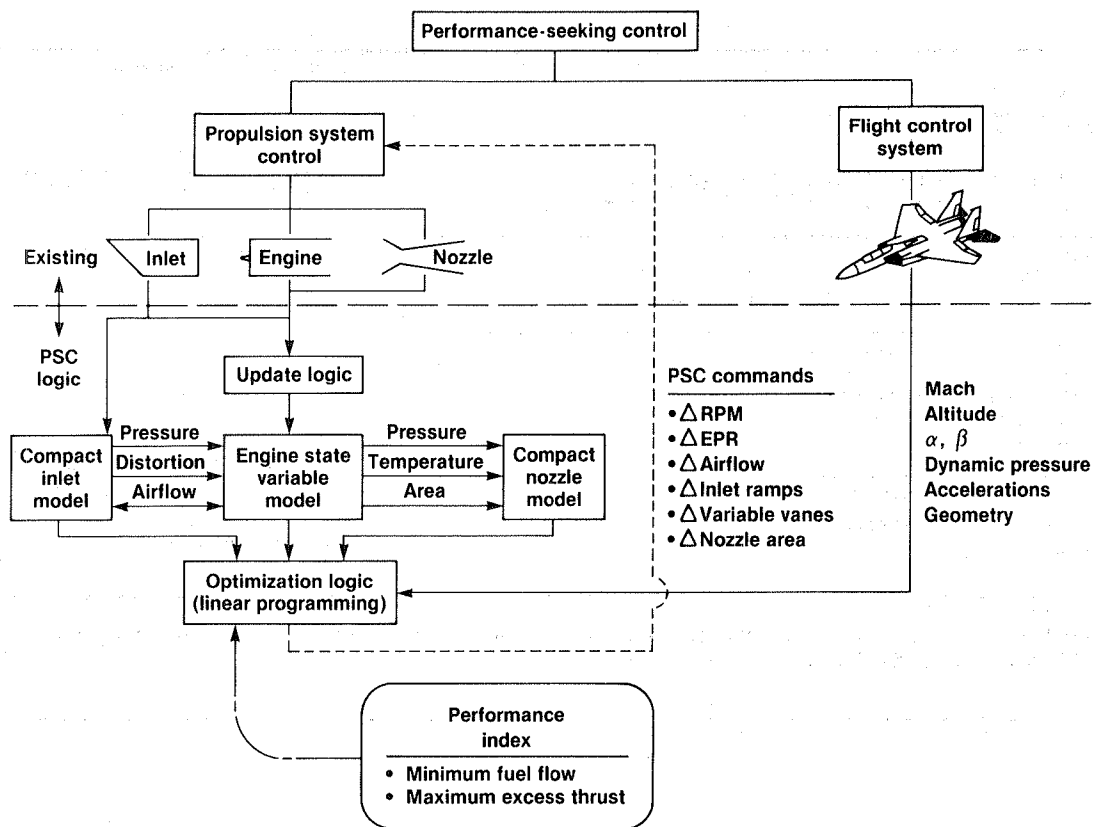 Performance-seeking control
Propulsion system
control
Flight control
system
Existing
Inlet
Engine
Nozzle
PSC
logic
Update logic
PSC commands
• Δ RPM
• Δ EPR
• Δ Airflow
• Δ Inlet ramps
• Δ Variable vanes
• Δ Nozzle area
Mach
Altitude
α, β
Dynamic pressure
Accelerations
Geometry
Compact
inlet
model
Pressure
Distortion
Airflow
Engine state
variable
model
Pressure
Temperature
Area
Compact
nozzle
model
Optimization logic
(linear programming)
Performance
index
• Minimum fuel flow
• Maximum excess thrust